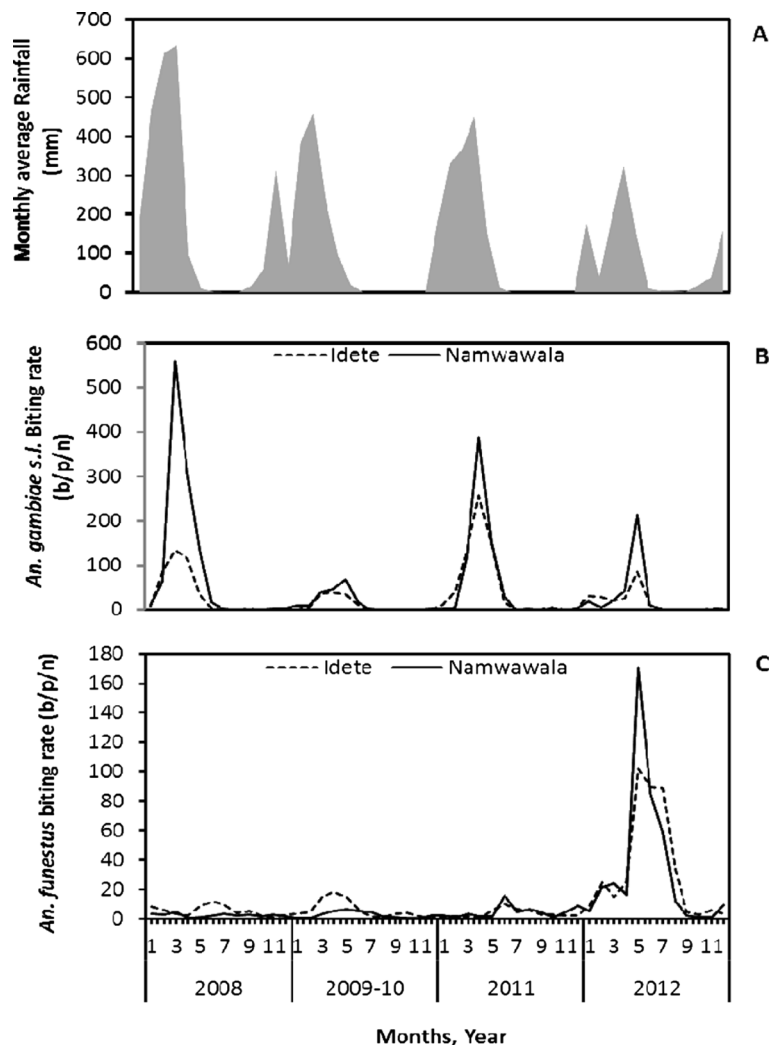 A
Monthly average Rainfall
(mm)
700
600
500
400
300
200
100
0
B
An. gambiae s.l. Biting rate
(b/p/n)
Idete Namwawala
600
500
400
300
200
100
0
C
An. funestus biting rate (b/p/n)
Idete Namwawala
180
160
140
120
100
80
60
40
20
0
1 3 5 7 9 11 1 3 5 7 9 11 1 3 5 7 9 11 1 3 5 7 9 11
2008 2009-10 2011 2012
Months, Year